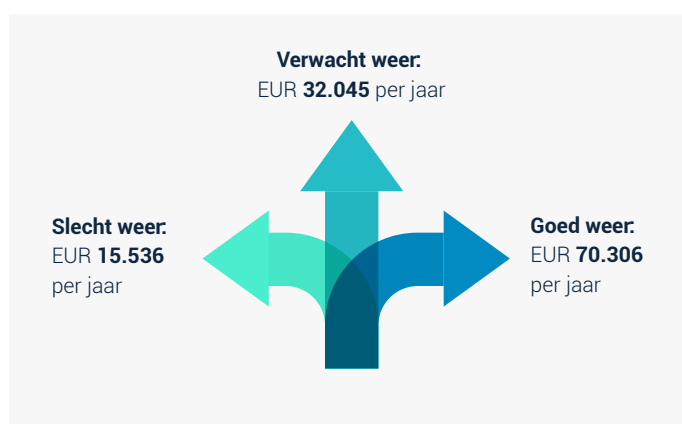 Verwacht weer:
EUR 32.045 per jaar
Slecht weer:
EUR 15.536
per jaar
Goed weer:
EUR 70.306
per jaar